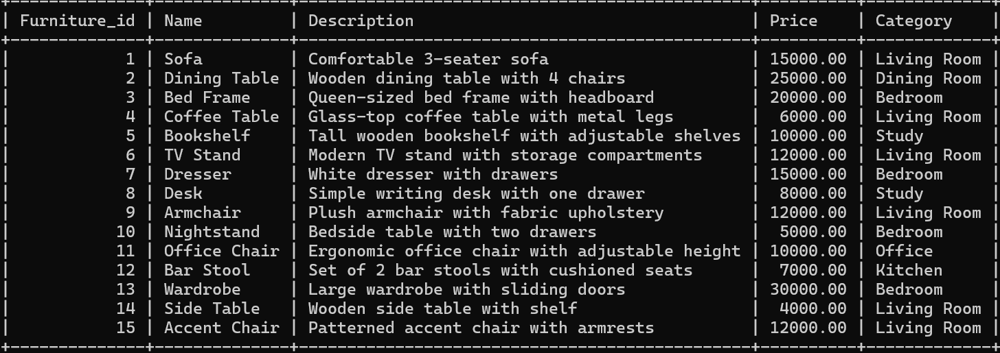 | Furniture_id | Name         | Description                                   | Price    | Category    |
|            1 | Sofa         | Comfortable 3-seater sofa                     | 15000.00 | Living Room |
|            2 | Dining Table | Wooden dining table with 4 chairs             | 25000.00 | Dining Room |
|            3 | Bed Frame    | Queen-sized bed frame with headboard          | 20000.00 | Bedroom     |
|            4 | Coffee Table | Glass-top coffee table with metal legs        |  6000.00 | Living Room |
|            5 | Bookshelf    | Tall wooden bookshelf with adjustable shelves | 10000.00 | Study       |
|            6 | TV Stand     | Modern TV stand with storage compartments     | 12000.00 | Living Room |
|            7 | Dresser      | White dresser with drawers                    | 15000.00 | Bedroom     |
|            8 | Desk         | Simple writing desk with one drawer           |  8000.00 | Study       |
|            9 | Armchair     | Plush armchair with fabric upholstery         | 12000.00 | Living Room |
|           10 | Nightstand   | Bedside table with two drawers                |  5000.00 | Bedroom     |
|           11 | Office Chair | Ergonomic office chair with adjustable height | 10000.00 | Office      |
|           12 | Bar Stool    | Set of 2 bar stools with cushioned seats      |  7000.00 | Kitchen     |
|           13 | Wardrobe     | Large wardrobe with sliding doors             | 30000.00 | Bedroom     |
|           14 | Side Table   | Wooden side table with shelf                  |  4000.00 | Living Room |
|           15 | Accent Chair | Patterned accent chair with armrests          | 12000.00 | Living Room |